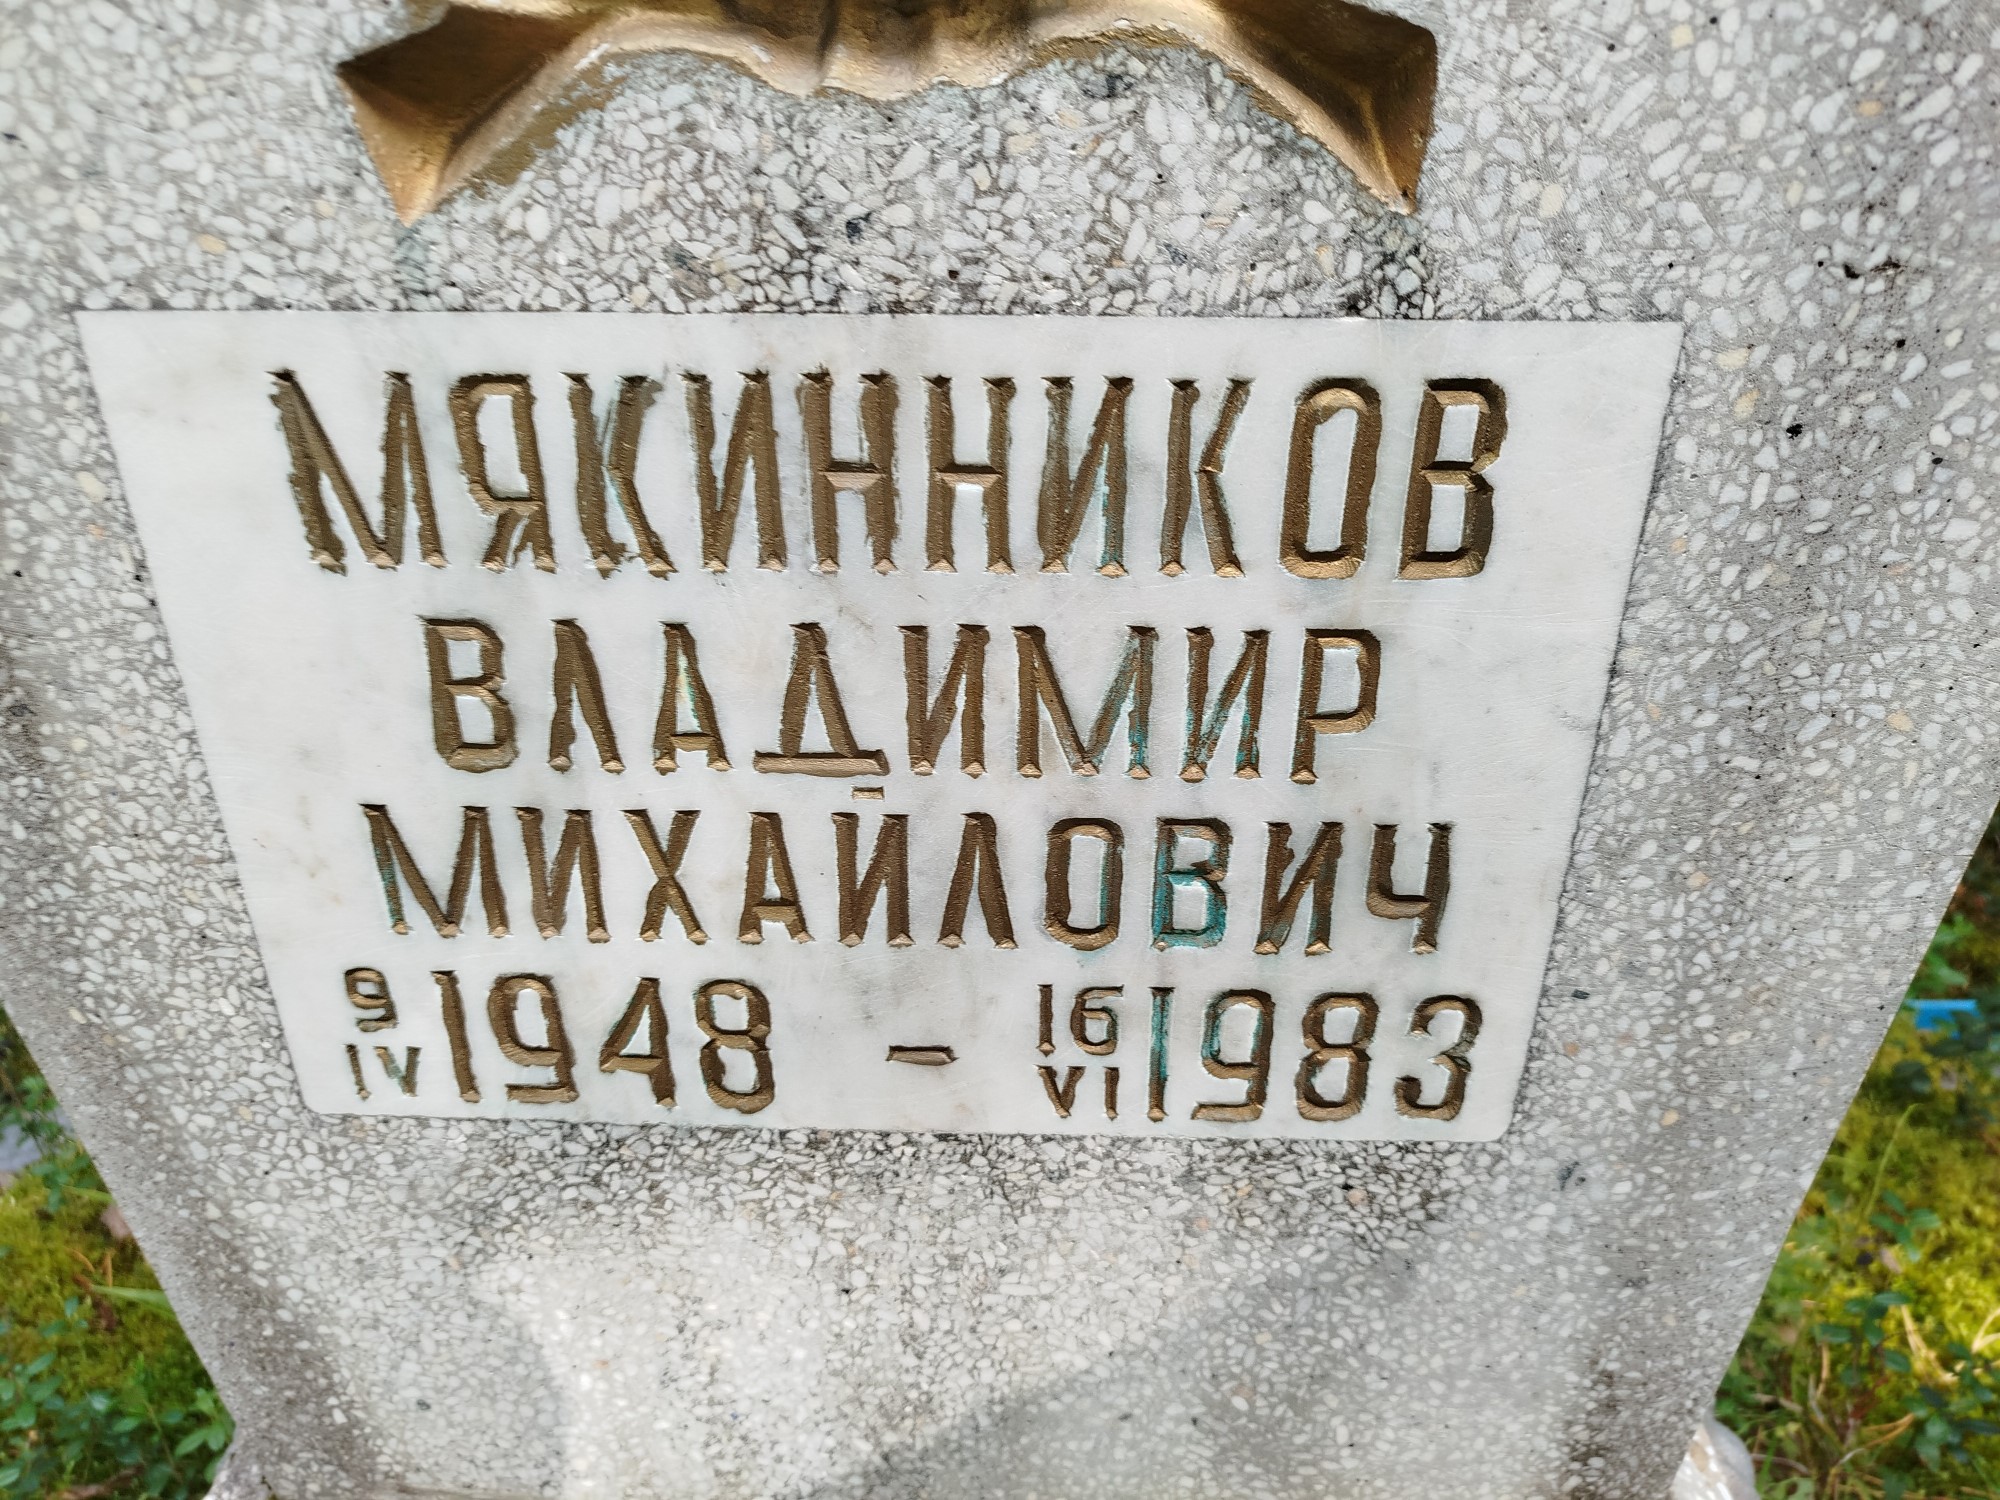 МЯКИННИКОВ
ВЛАДИМИР
МИХАЙЛОВИЧ
9/IV 1948 - 16/VI 1983